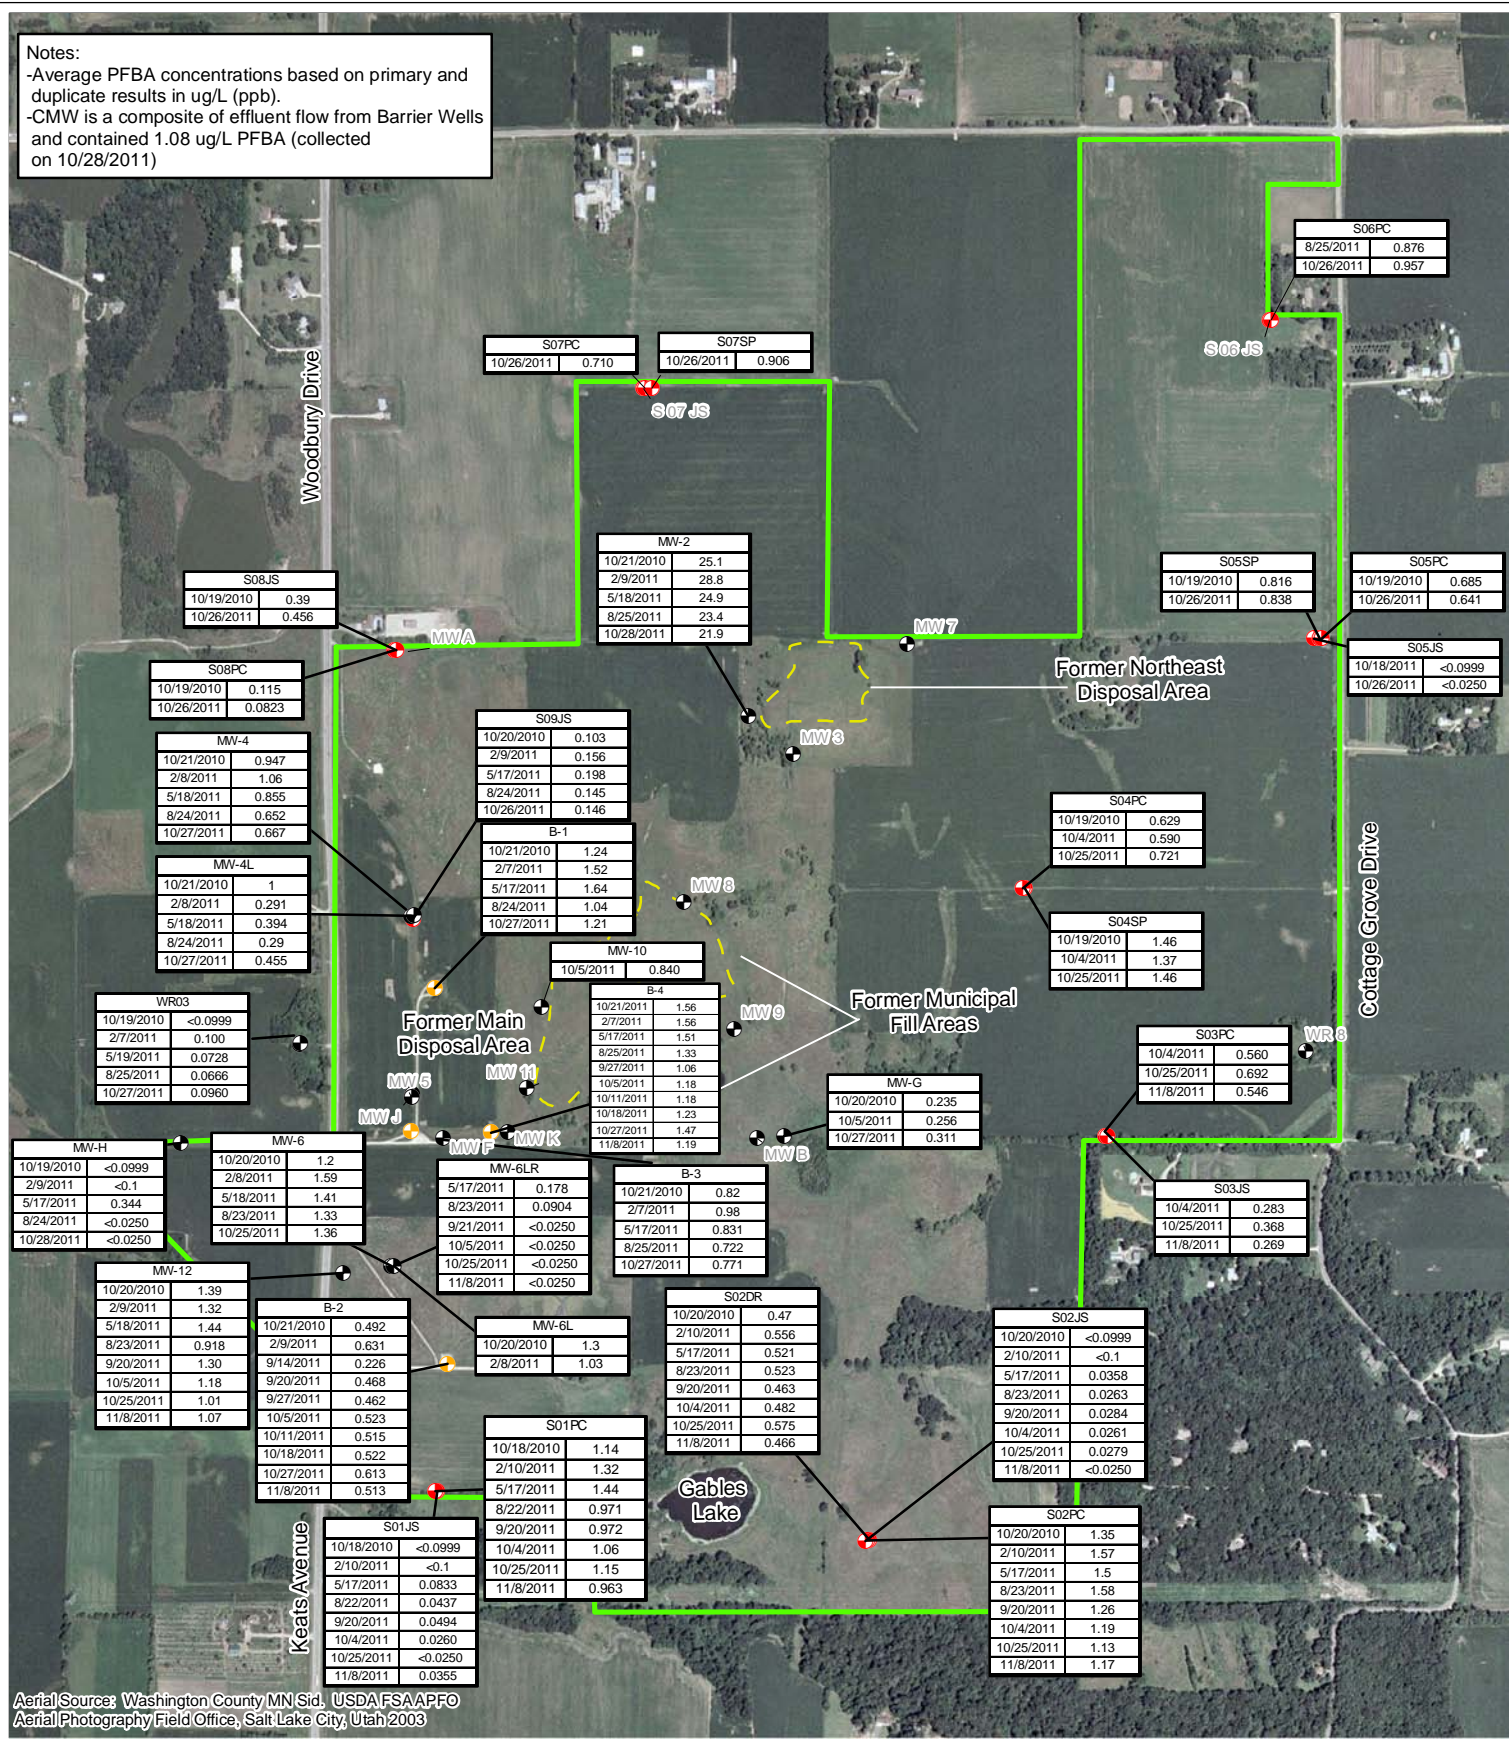 Notes:
-Average PFBA concentrations based on primary and
duplicate results in ug/L (ppb).
-CMW is a composite of effluent flow from Barrier Wells
and contained 1.08 ug/L PFBA (collected
on 10/28/2011)
Woodbury Drive
S06PC
8/25/2011 0.876
10/26/2011 0.957
S 06 JS
S07PC
10/26/2011 0.710
S07SP
10/26/2011 0.906
S 07 JS
MW-2
10/21/2010 25.1
2/9/2011 28.8
5/18/2011 24.9
8/25/2011 23.4
10/28/2011 21.9
S05SP
10/19/2010 0.816
10/26/2011 0.838
S05PC
10/19/2010 0.685
10/26/2011 0.641
S05JS
10/18/2011 <0.0999
10/26/2011 <0.0250
S08JS
10/19/2010 0.39
10/26/2011 0.456
MW A
MW 7
Former Northeast
Disposal Area
S08PC
10/19/2010 0.115
10/26/2011 0.0823
MW 3
S09JS
10/20/2010 0.103
2/9/2011 0.156
5/17/2011 0.198
8/24/2011 0.145
10/26/2011 0.146
MW-4
10/21/2010 0.947
2/8/2011 1.06
5/18/2011 0.855
8/24/2011 0.652
10/27/2011 0.667
B-1
10/21/2010 1.24
2/7/2011 1.52
5/17/2011 1.64
8/24/2011 1.04
10/27/2011 1.21
S04PC
10/19/2010 0.629
10/4/2011 0.590
10/25/2011 0.721
Cottage Grove Drive
MW-4L
10/21/2010 1
2/8/2011 0.291
5/18/2011 0.394
8/24/2011 0.29
10/27/2011 0.455
MW 8
S04SP
10/19/2010 1.46
10/4/2011 1.37
10/25/2011 1.46
MW-10
10/5/2011 0.840
B-4
10/21/2011 1.56
2/7/2011 1.56
5/17/2011 1.51
8/25/2011 1.33
9/27/2011 1.06
10/5/2011 1.18
10/11/2011 1.18
10/18/2011 1.23
10/27/2011 1.47
11/8/2011 1.19
WR03
10/19/2010 <0.0999
2/7/2011 0.100
5/19/2011 0.0728
8/25/2011 0.0666
10/27/2011 0.0960
Former Main
Disposal Area
MW 9
Former Municipal
Fill Areas
S03PC
10/4/2011 0.560
10/25/2011 0.692
11/8/2011 0.546
WR 8
MW 5
MW 11
MW J
MW F
MW K
MW B
MW-G
10/20/2010 0.235
10/5/2011 0.256
10/27/2011 0.311
MW-H
10/19/2010 <0.0999
2/9/2011 <0.1
5/17/2011 0.344
8/24/2011 <0.0250
10/28/2011 <0.0250
MW-6
10/20/2010 1.2
2/8/2011 1.59
5/18/2011 1.41
8/23/2011 1.33
10/25/2011 1.36
MW-6LR
5/17/2011 0.178
8/23/2011 0.0904
9/21/2011 <0.0250
10/5/2011 <0.0250
10/25/2011 <0.0250
11/8/2011 <0.0250
B-3
10/21/2010 0.82
2/7/2011 0.98
5/17/2011 0.831
8/25/2011 0.722
10/27/2011 0.771
S03JS
10/4/2011 0.283
10/25/2011 0.368
11/8/2011 0.269
MW-12
10/20/2010 1.39
2/9/2011 1.32
5/18/2011 1.44
8/23/2011 0.918
9/20/2011 1.30
10/5/2011 1.18
10/25/2011 1.01
11/8/2011 1.07
B-2
10/21/2010 0.492
2/9/2011 0.631
9/14/2011 0.226
9/20/2011 0.468
9/27/2011 0.462
10/5/2011 0.523
10/11/2011 0.515
10/18/2011 0.522
10/27/2011 0.613
11/8/2011 0.513
MW-6L
10/20/2010 1.3
2/8/2011 1.03
S02DR
10/20/2010 0.47
2/10/2011 0.556
5/17/2011 0.521
8/23/2011 0.523
9/20/2011 0.463
10/4/2011 0.482
10/25/2011 0.575
11/8/2011 0.466
S02JS
10/20/2010 <0.0999
2/10/2011 <0.1
5/17/2011 0.0358
8/23/2011 0.0263
9/20/2011 0.0284
10/4/2011 0.0261
10/25/2011 0.0279
11/8/2011 <0.0250
S01PC
10/18/2010 1.14
2/10/2011 1.32
5/17/2011 1.44
8/22/2011 0.971
9/20/2011 0.972
10/4/2011 1.06
10/25/2011 1.15
11/8/2011 0.963
Gables
Lake
S02PC
10/20/2010 1.35
2/10/2011 1.57
5/17/2011 1.5
8/23/2011 1.58
9/20/2011 1.26
10/4/2011 1.19
10/25/2011 1.13
11/8/2011 1.17
Keats Avenue
S01JS
10/18/2010 <0.0999
2/10/2011 <0.1
5/17/2011 0.0833
8/22/2011 0.0437
9/20/2011 0.0494
10/4/2011 0.0260
10/25/2011 <0.0250
11/8/2011 0.0355
Aerial Source: Washington County MN Sid. USDA FSA APFO
Aerial Photography Field Office, Salt Lake City, Utah 2003